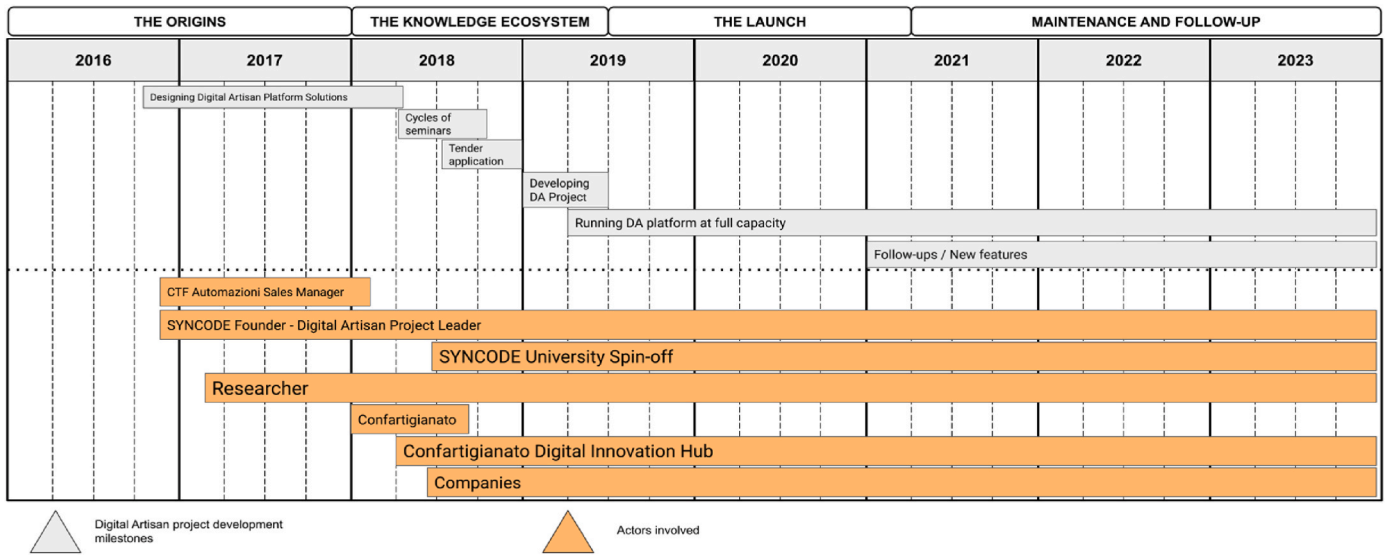 THE ORIGINS
THE KNOWLEDGE ECOSYSTEM
THE LAUNCH
MAINTENANCE AND FOLLOW-UP
2016
2017
2018
2019
2020
2021
2022
2023
Designing Digital Artisan Platform Solutions
Cycles of
seminars
Tender
application
Developing
DA Project
Running DA platform at full capacity
Follow-ups / New features
CTF Automazioni Sales Manager
SYNCODE Founder - Digital Artisan Project Leader
SYNCODE University Spin-off
Researcher
Confartigianato
Confartigianato Digital Innovation Hub
Companies
Digital Artisan project development
milestones
Actors involved